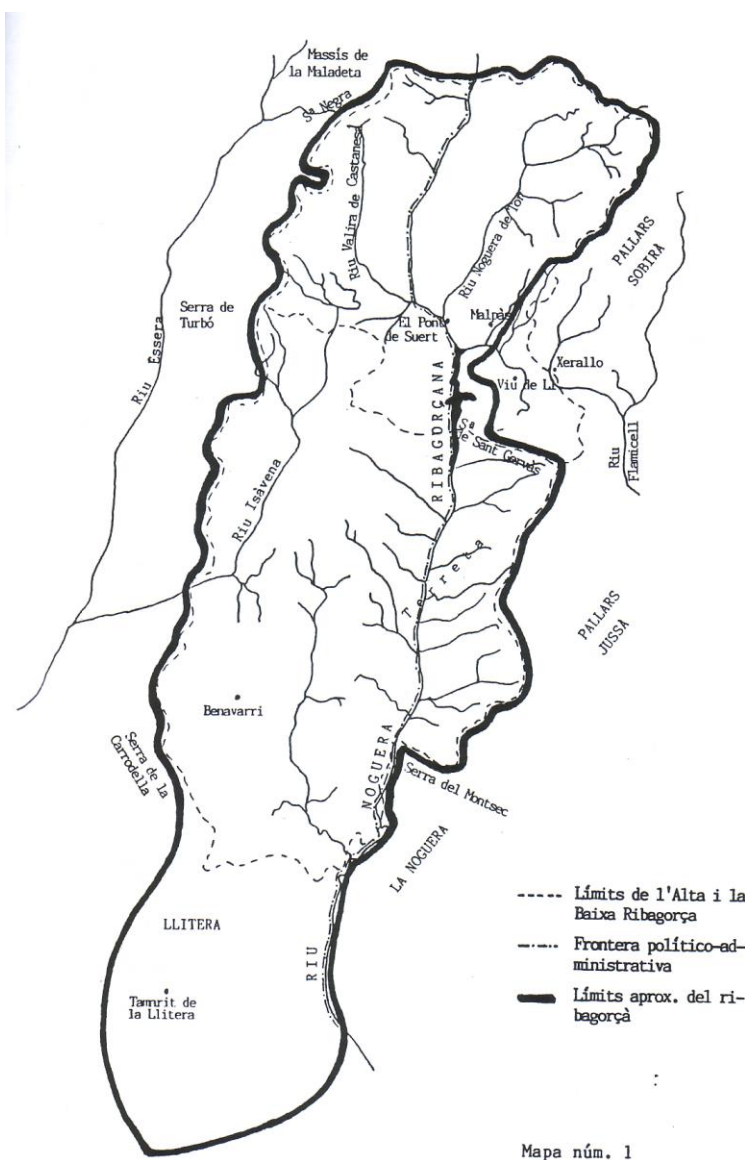 Massís de
la Maladeta
Sª Negra
Riu Valira de Castanesa
Riu Noguera de Tor
PALLARS
SOBIRA
Serra de
Turbó
Riu Essera
El Pont
de Suert
Malpàs
Xerallo
Viu de Ll
Sª
de Sant Gervàs
Riu
Flamicell
RIBAGORÇANA
Riu Isàvena
Terreta
PALLARS
JUSSA
Benavarri
Serra de la
Carrodella
NOGUERA
Serra del Montsec
LA NOGUERA
LLITERA
RIU
Tamarit de
la Llitera
Límits de l'Alta i la
Baixa Ribagorça
Frontera político-ad-
ministrativa
Límits aprox. del ri-
bagorçà
Mapa núm. 1